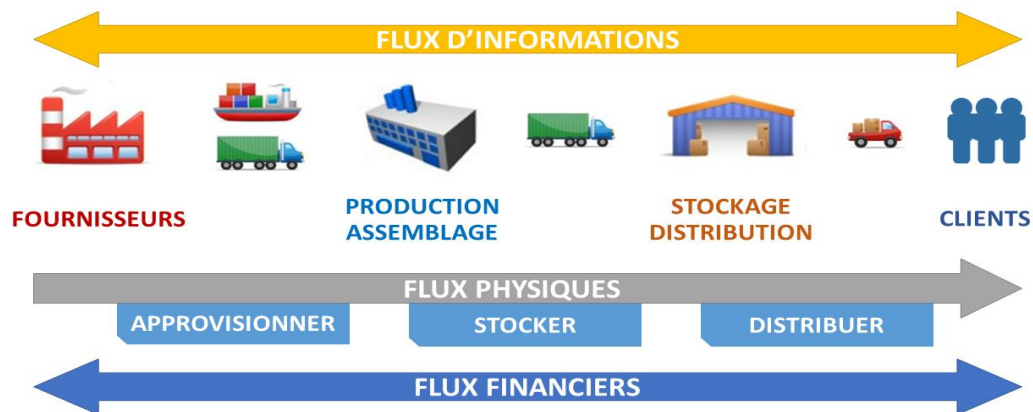 FLUX D'INFORMATIONS
FOURNISSEURS
PRODUCTION
ASSEMBLAGE
STOCKAGE
DISTRIBUTION
CLIENTS
FLUX PHYSIQUES
APPROVISIONNER
STOCKER
DISTRIBUER
FLUX FINANCIERS